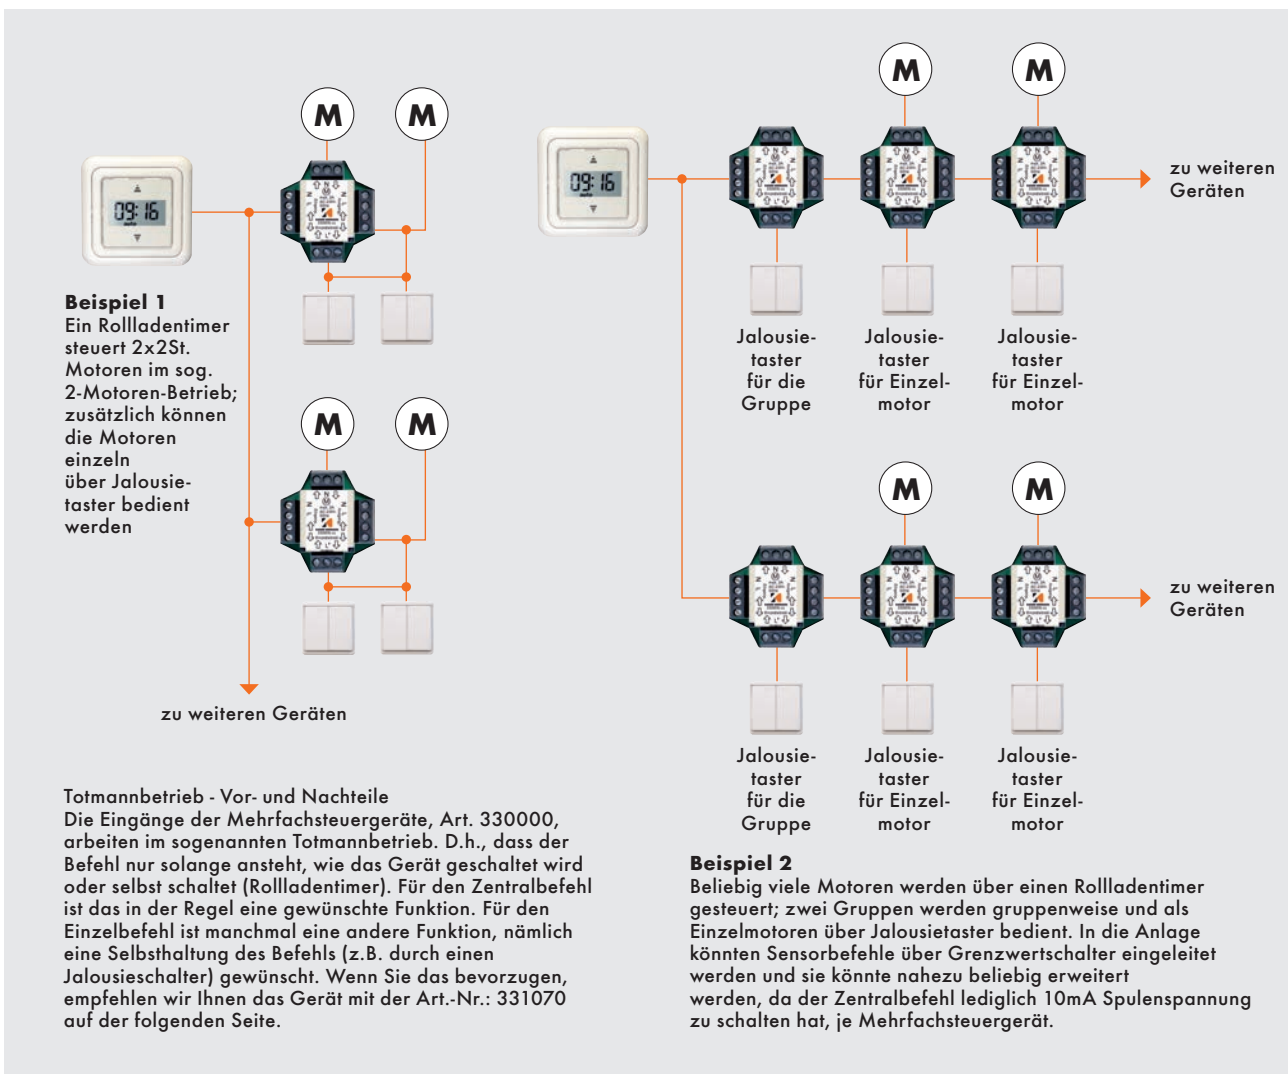 M
M
09:16
Beispiel 1
Ein Rollladentimer
steuert 2x2St.
Motoren im sog.
2-Motoren-Betrieb;
zusätzlich können
die Motoren
einzeln
über Jalousie-
taster bedient
werden
M
M
zu weiteren Geräten
Totmannbetrieb - Vor- und Nachteile
Die Eingänge der Mehrfachsteuergeräte, Art. 330000,
arbeiten im sogenannten Totmannbetrieb. D.h., dass der
Befehl nur solange ansteht, wie das Gerät geschaltet wird
oder selbst schaltet (Rollladentimer). Für den Zentralbefehl
ist das in der Regel eine gewünschte Funktion. Für den
Einzelbefehl ist manchmal eine andere Funktion, nämlich
eine Selbsthaltung des Befehls (z.B. durch einen
Jalousieschalter) gewünscht. Wenn Sie das bevorzugen,
empfehlen wir Ihnen das Gerät mit der Art.-Nr.: 331070
auf der folgenden Seite.
M
M
09:16
zu weiteren
Geräten
Jalousie-
taster
für die
Gruppe
Jalousie-
taster
für Einzel-
motor
Jalousie-
taster
für Einzel-
motor
M
M
zu weiteren
Geräten
Jalousie-
taster
für die
Gruppe
Jalousie-
taster
für Einzel-
motor
Jalousie-
taster
für Einzel-
motor
Beispiel 2
Beliebig viele Motoren werden über einen Rollladentimer
gesteuert; zwei Gruppen werden gruppenweise und als
Einzelmotoren über Jalousietaster bedient. In die Anlage
könnten Sensorbefehle über Grenzwertschalter eingeleitet
werden und sie könnte nahezu beliebig erweitert
werden, da der Zentralbefehl lediglich 10mA Spulenspannung
zu schalten hat, je Mehrfachsteuergerät.